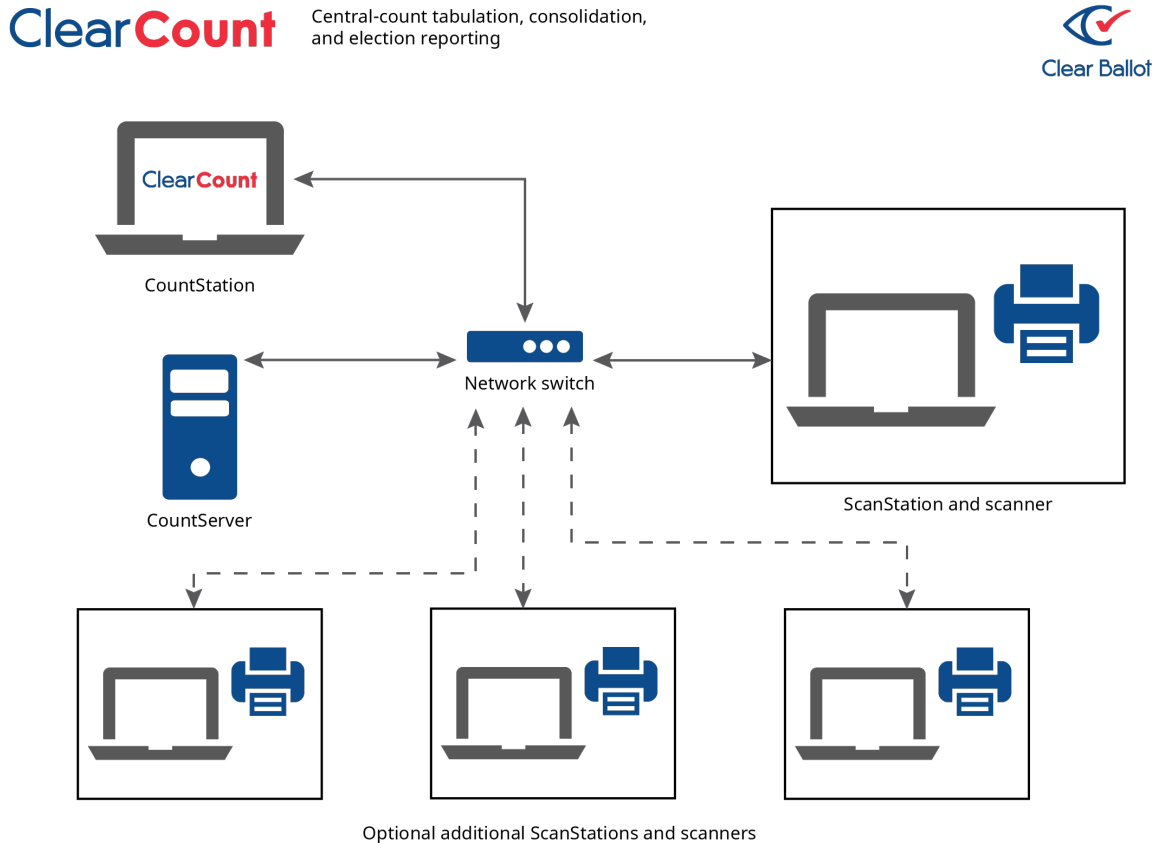 ClearCount
Central-count tabulation, consolidation,
and election reporting
Clear Ballot
ClearCount
CountStation
Network switch
CountServer
ScanStation and scanner
Optional additional ScanStations and scanners